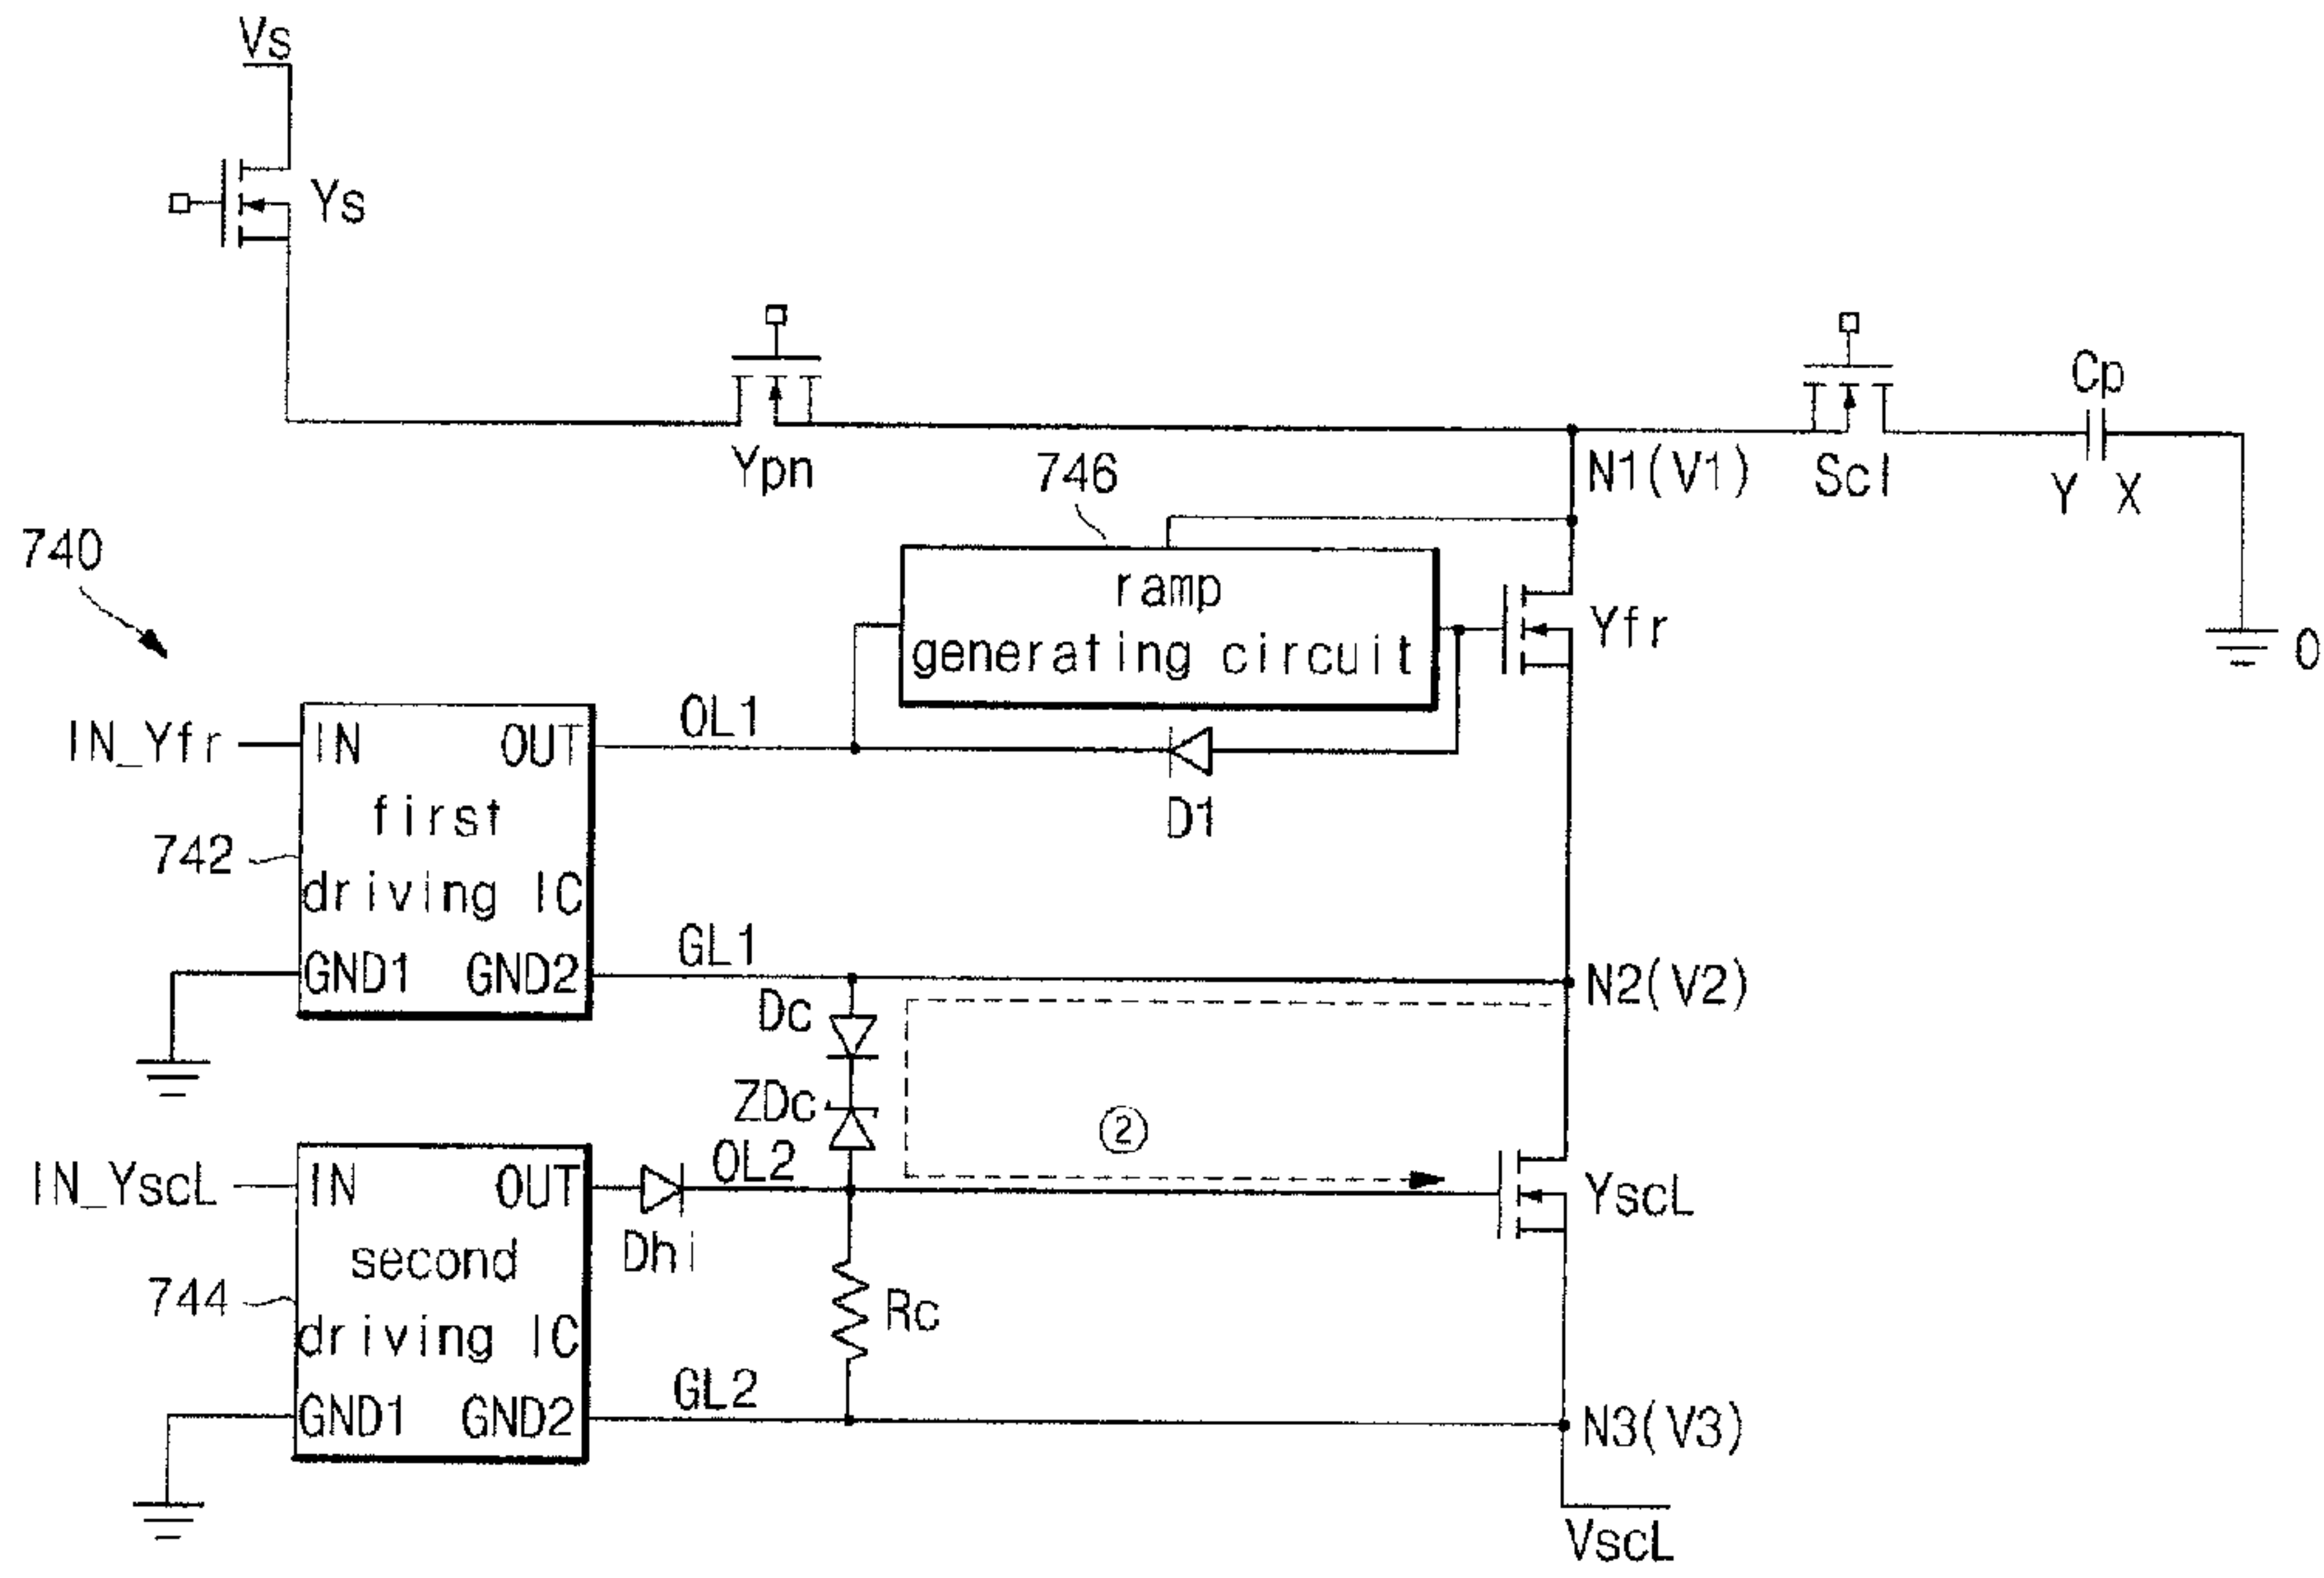 Vs
Ys
Ypn
N1(V1)
Scl
Cp
Y X
0
746
ramp
generating circuit
Yfr
740
IN_Yfr
IN OUT
OL1
D1
first
driving IC
742
GND1 GND2
GL1
N2(V2)
Dc
ZDc
②
IN_YscL
IN OUT
OL2
Dhi
YscL
second
driving IC
744
Rc
GND1 GND2
GL2
N3(V3)
VscL